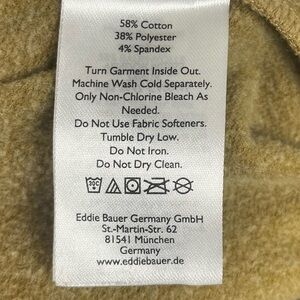 58% Cotton
38% Polyester
4% Spandex
Turn Garment Inside Out.
Machine Wash Cold Separately.
Only Non-Chlorine Bleach As
Needed.
Do Not Use Fabric Softeners.
Tumble Dry Low.
Do Not Iron.
Do Not Dry Clean.
30C
Eddie Bauer Germany GmbH
St.-Martin-Str. 62
81541 München
Germany
www.eddiebauer.de